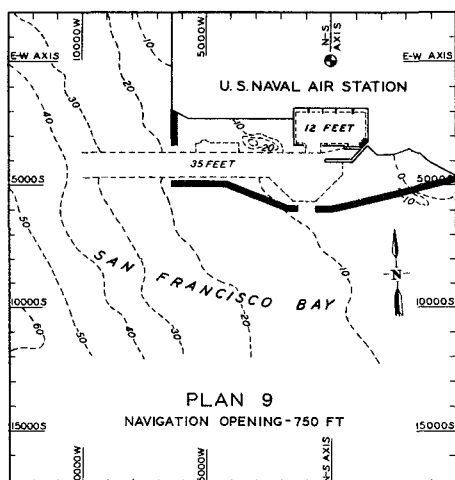 10000W
5000W
N-S
AXIS
E-W AXIS
E-W AXIS
-10
-20
-30
-40
U.S. NAVAL AIR STATION
12 FEET
-10
-20
35 FEET
5000S
5000S
0
-10
-50
SAN FRANCISCO BAY
-10
N
10000S
10000S
-60
-50
-40
-30
-20
PLAN 9
NAVIGATION OPENING-750 FT
15000S
15000S
10000W
5000W
N-S AXIS